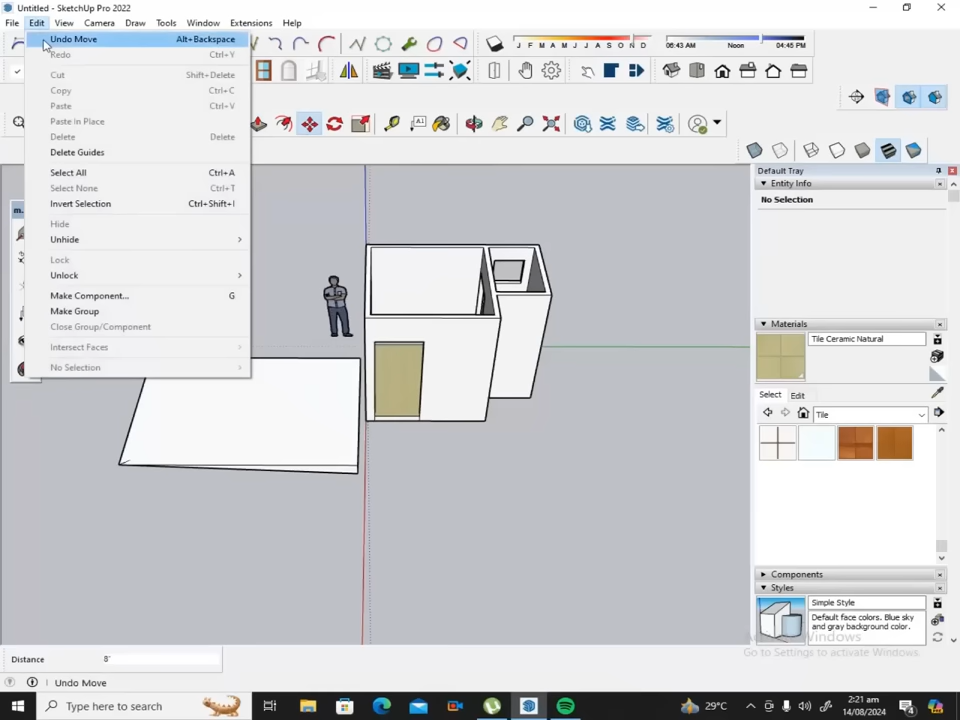 Untitled - SketchUp Pro 2022
File Edit View Camera Draw Tools Window Extensions Help
Undo Move Alt+Backspace
Redo Ctrl+Y
Cut Shift+Delete
Copy Ctrl+C
Paste Ctrl+V
Paste in Place
Delete Delete
Delete Guides
Select All Ctrl+A
Select None Ctrl+T
Invert Selection Ctrl+Shift+I
Hide
Unhide
Lock
Unlock
Make Component... G
Make Group
Close Group/Component
Intersect Faces
No Selection
J F M A M J J A S O N D
06:43 AM Noon 04:45 PM
A1
m...
Default Tray
Entity Info
No Selection
Materials
Tile Ceramic Natural
Select Edit
Tile
Components
Styles
Simple Style
Default face colors. Blue sky
and gray background color.
Activate Windows
Go to Settings to activate Windows.
Distance 8'
Undo Move
Type here to search
29°C
2:21 am
14/08/2024
4